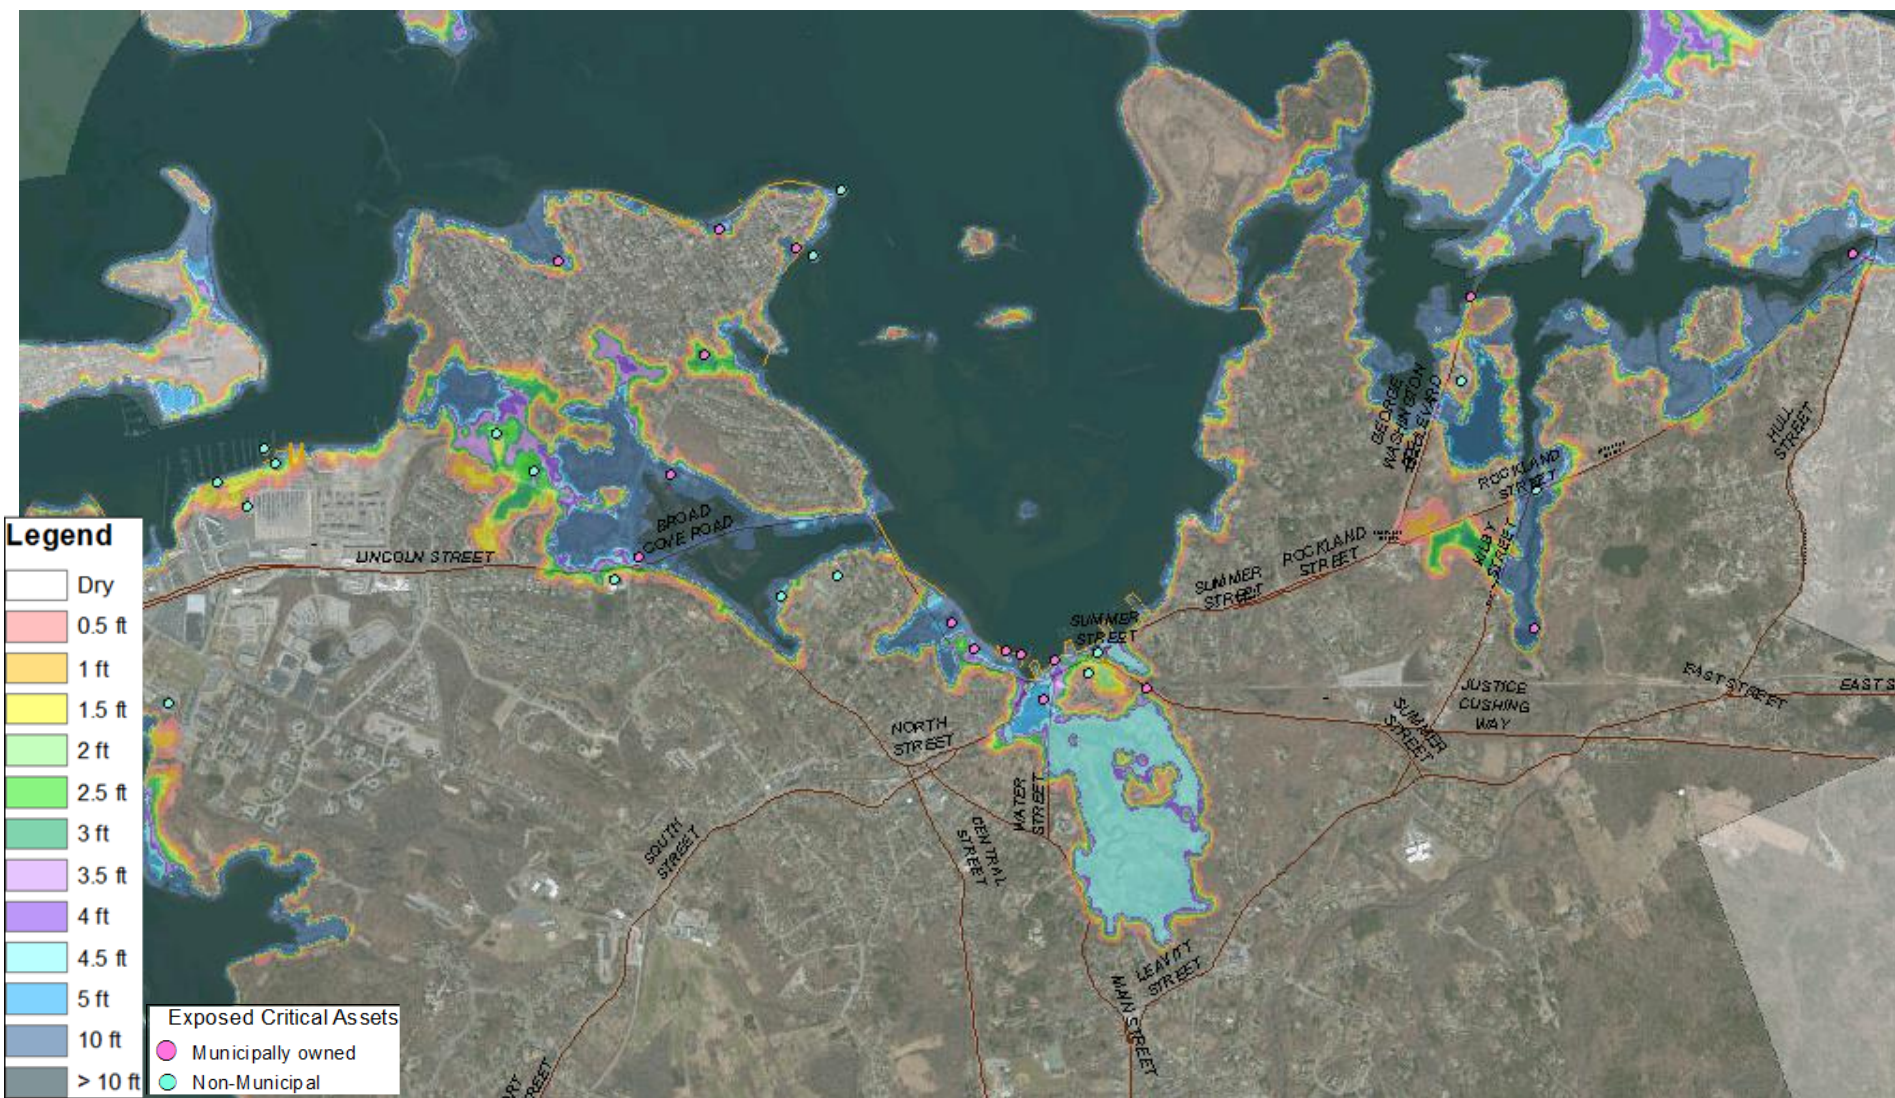 GEORGE
WASHINGTON
BOULEVARD
HULL
STREET
ROCKLAND
STREET
BROAD
COVE ROAD
LINCOLN STREET
KILBY
STREET
ROCKLAND
STREET
SUMMER
STREET
SUMMER
STREET
EAST STREET
EAST S
JUSTICE
CUSHING
WAY
SUMMER
STREET
NORTH
STREET
WATER
STREET
CENTRAL
STREET
SOUTH
STREET
LEAVITT
STREET
MAIN STREET
ORT
TREET
Legend
Dry
0.5 ft
1 ft
1.5 ft
2 ft
2.5 ft
3 ft
3.5 ft
4 ft
4.5 ft
5 ft
10 ft
> 10 ft
Exposed Critical Assets
Municipally owned
Non-Municipal